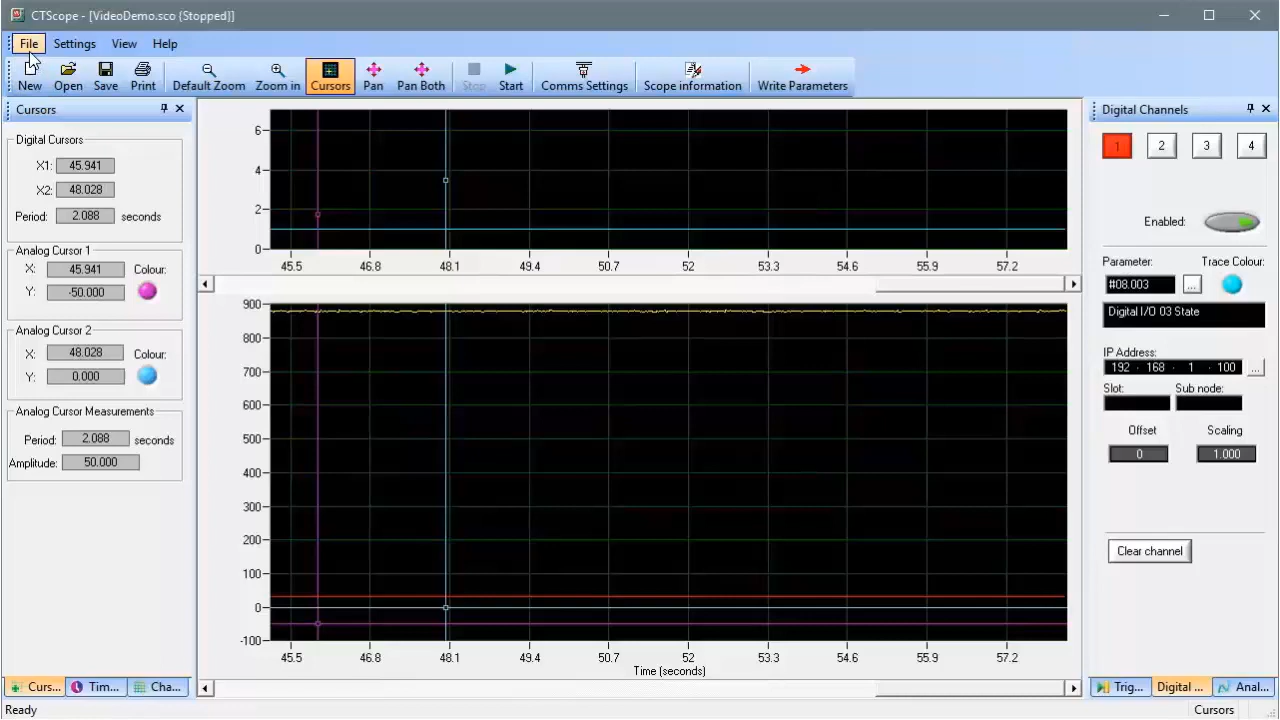 CTScope - [VideoDemo.sco (Stopped)]
File Settings View Help
New Open Save Print Default Zoom Zoom in Cursors Pan Pan Both Stop Start Comms Settings Scope information Write Parameters
Cursors
Digital Cursors
X1: 45.941
X2: 48.028
Period: 2.088 seconds
Analog Cursor 1
X: 45.941 Colour:
Y: -50.000
Analog Cursor 2
X: 48.028 Colour:
Y: 0.000
Analog Cursor Measurements
Period: 2.088 seconds
Amplitude: 50.000
Curs... Tim... Cha...
6
4
2
0
45.5 46.8 48.1 49.4 50.7 52 53.3 54.6 55.9 57.2
900
800
700
600
500
400
300
200
100
0
-100
45.5 46.8 48.1 49.4 50.7 52 53.3 54.6 55.9 57.2
Time (seconds)
Digital Channels
1 2 3 4
Enabled:
Parameter: Trace Colour:
#08.003 ...
Digital I/O 03 State
IP Address:
192 . 168 . 1 . 100 ...
Slot: Sub node:
Offset Scaling
0 1.000
Clear channel
Trig... Digital ... Anal...
Ready Cursors